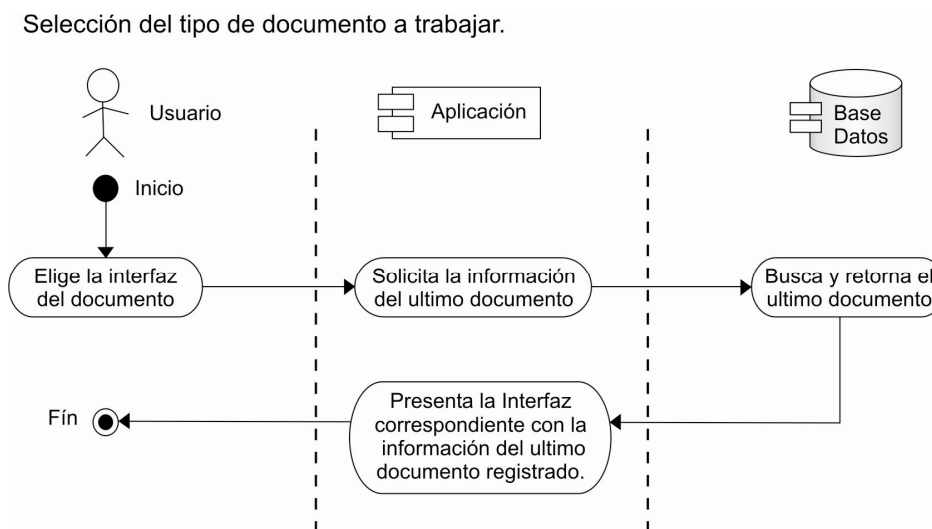 Selección del tipo de documento a trabajar.
Usuario
Aplicación
Base
Datos
Inicio
Elige la interfaz
del documento
Solicita la información
del ultimo documento
Busca y retorna el
ultimo documento
Presenta la Interfaz
correspondiente con la
información del ultimo
documento registrado.
Fín